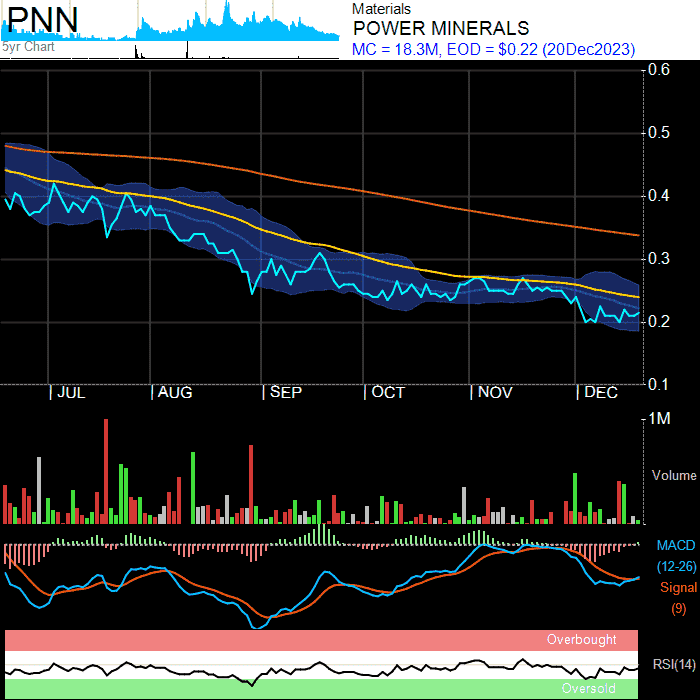 PNN
5yr Chart
Materials
POWER MINERALS
MC = 18.3M, EOD = $0.22 (20Dec2023)
0.6
0.5
0.4
0.3
0.2
0.1
| JUL | AUG | SEP | OCT | NOV | DEC
1M
Volume
MACD
(12-26)
Signal
(9)
Overbought
RSI(14)
Oversold